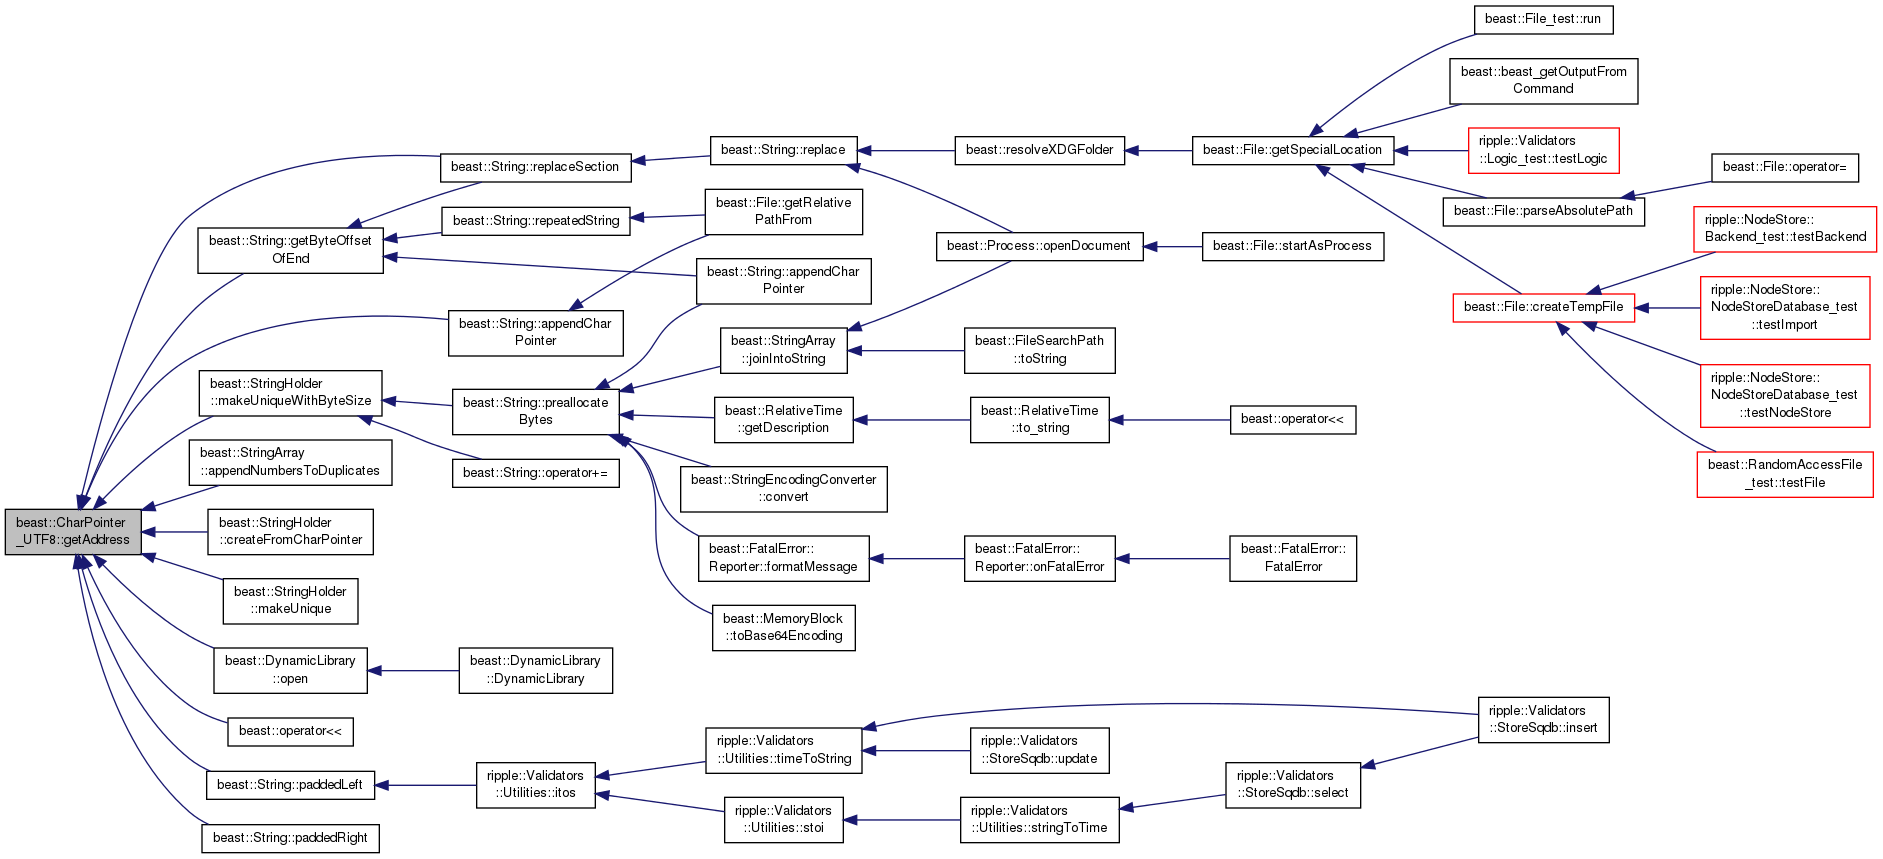 beast::File_test::run
beast::beast_getOutputFrom
Command
ripple::Validators
::Logic_test::testLogic
beast::String::replace
beast::resolveXDGFolder
beast::File::getSpecialLocation
beast::String::replaceSection
beast::File::operator=
beast::File::parseAbsolutePath
beast::File::getRelative
PathFrom
beast::String::repeatedString
beast::String::getByteOffset
OfEnd
beast::Process::openDocument
beast::File::startAsProcess
ripple::NodeStore::
Backend_test::testBackend
beast::String::appendChar
Pointer
beast::File::createTempFile
ripple::NodeStore::
NodeStoreDatabase_test
::testImport
beast::String::appendChar
Pointer
beast::StringArray
::joinIntoString
beast::FileSearchPath
::toString
beast::StringHolder
::makeUniqueWithByteSize
beast::String::preallocate
Bytes
beast::RelativeTime
::getDescription
beast::RelativeTime
::to_string
beast::operator<<
ripple::NodeStore::
NodeStoreDatabase_test
::testNodeStore
beast::StringArray
::appendNumbersToDuplicates
beast::String::operator+=
beast::StringEncodingConverter
::convert
beast::RandomAccessFile
_test::testFile
beast::CharPointer
_UTF8::getAddress
beast::StringHolder
::createFromCharPointer
beast::FatalError::
Reporter::formatMessage
beast::FatalError::
Reporter::onFatalError
beast::FatalError::
FatalError
beast::StringHolder
::makeUnique
beast::MemoryBlock
::toBase64Encoding
beast::DynamicLibrary
::open
beast::DynamicLibrary
::DynamicLibrary
beast::operator<<
ripple::Validators
::Utilities::timeToString
ripple::Validators
::StoreSqdb::update
ripple::Validators
::StoreSqdb::insert
beast::String::paddedLeft
ripple::Validators
::Utilities::itos
ripple::Validators
::StoreSqdb::select
ripple::Validators
::Utilities::stoi
ripple::Validators
::Utilities::stringToTime
beast::String::paddedRight